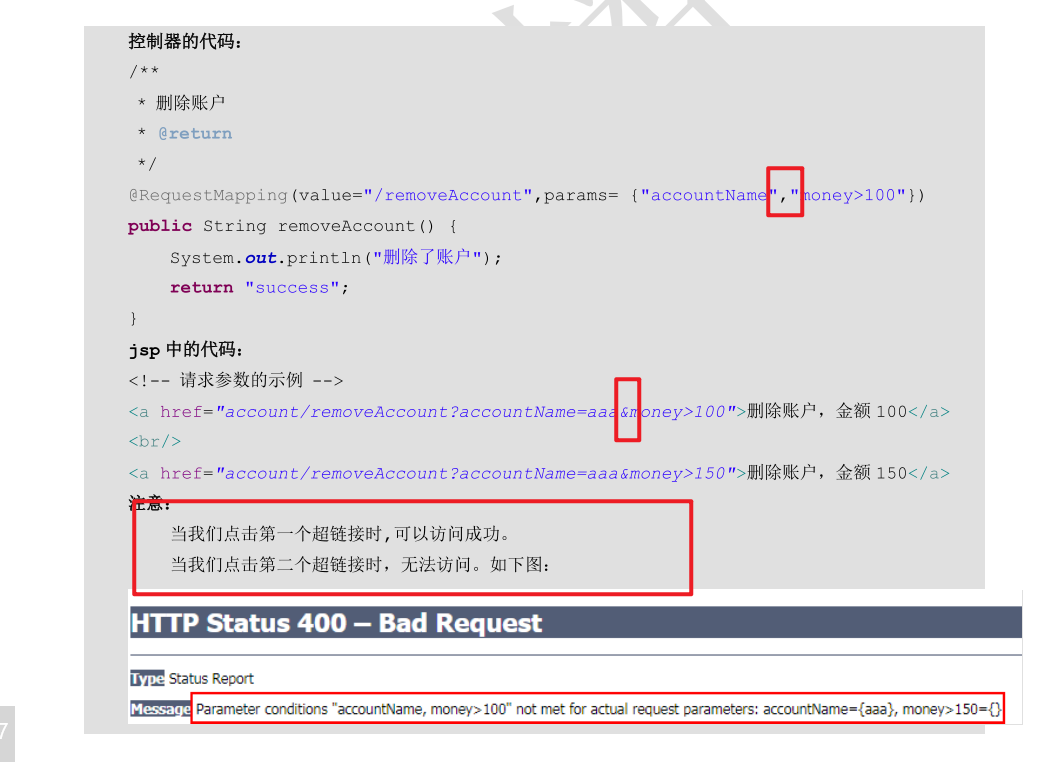 控制器的代码：
/**
* 删除账户
* @return
*/
@RequestMapping(value="/removeAccount",params= {"accountName","money>100"})
public String removeAccount() {
System.out.println("删除了账户");
return "success";
}
jsp 中的代码：
<!-- 请求参数的示例 -->
<a href="account/removeAccount?accountName=aaa&money>100">删除账户，金额 100</a>
<br/>
<a href="account/removeAccount?accountName=aaa&money>150">删除账户，金额 150</a>
注意：
当我们点击第一个超链接时,可以访问成功。
当我们点击第二个超链接时，无法访问。如下图：
HTTP Status 400 – Bad Request
Type Status Report
Message Parameter conditions "accountName, money>100" not met for actual request parameters: accountName={aaa}, money>150={}
7